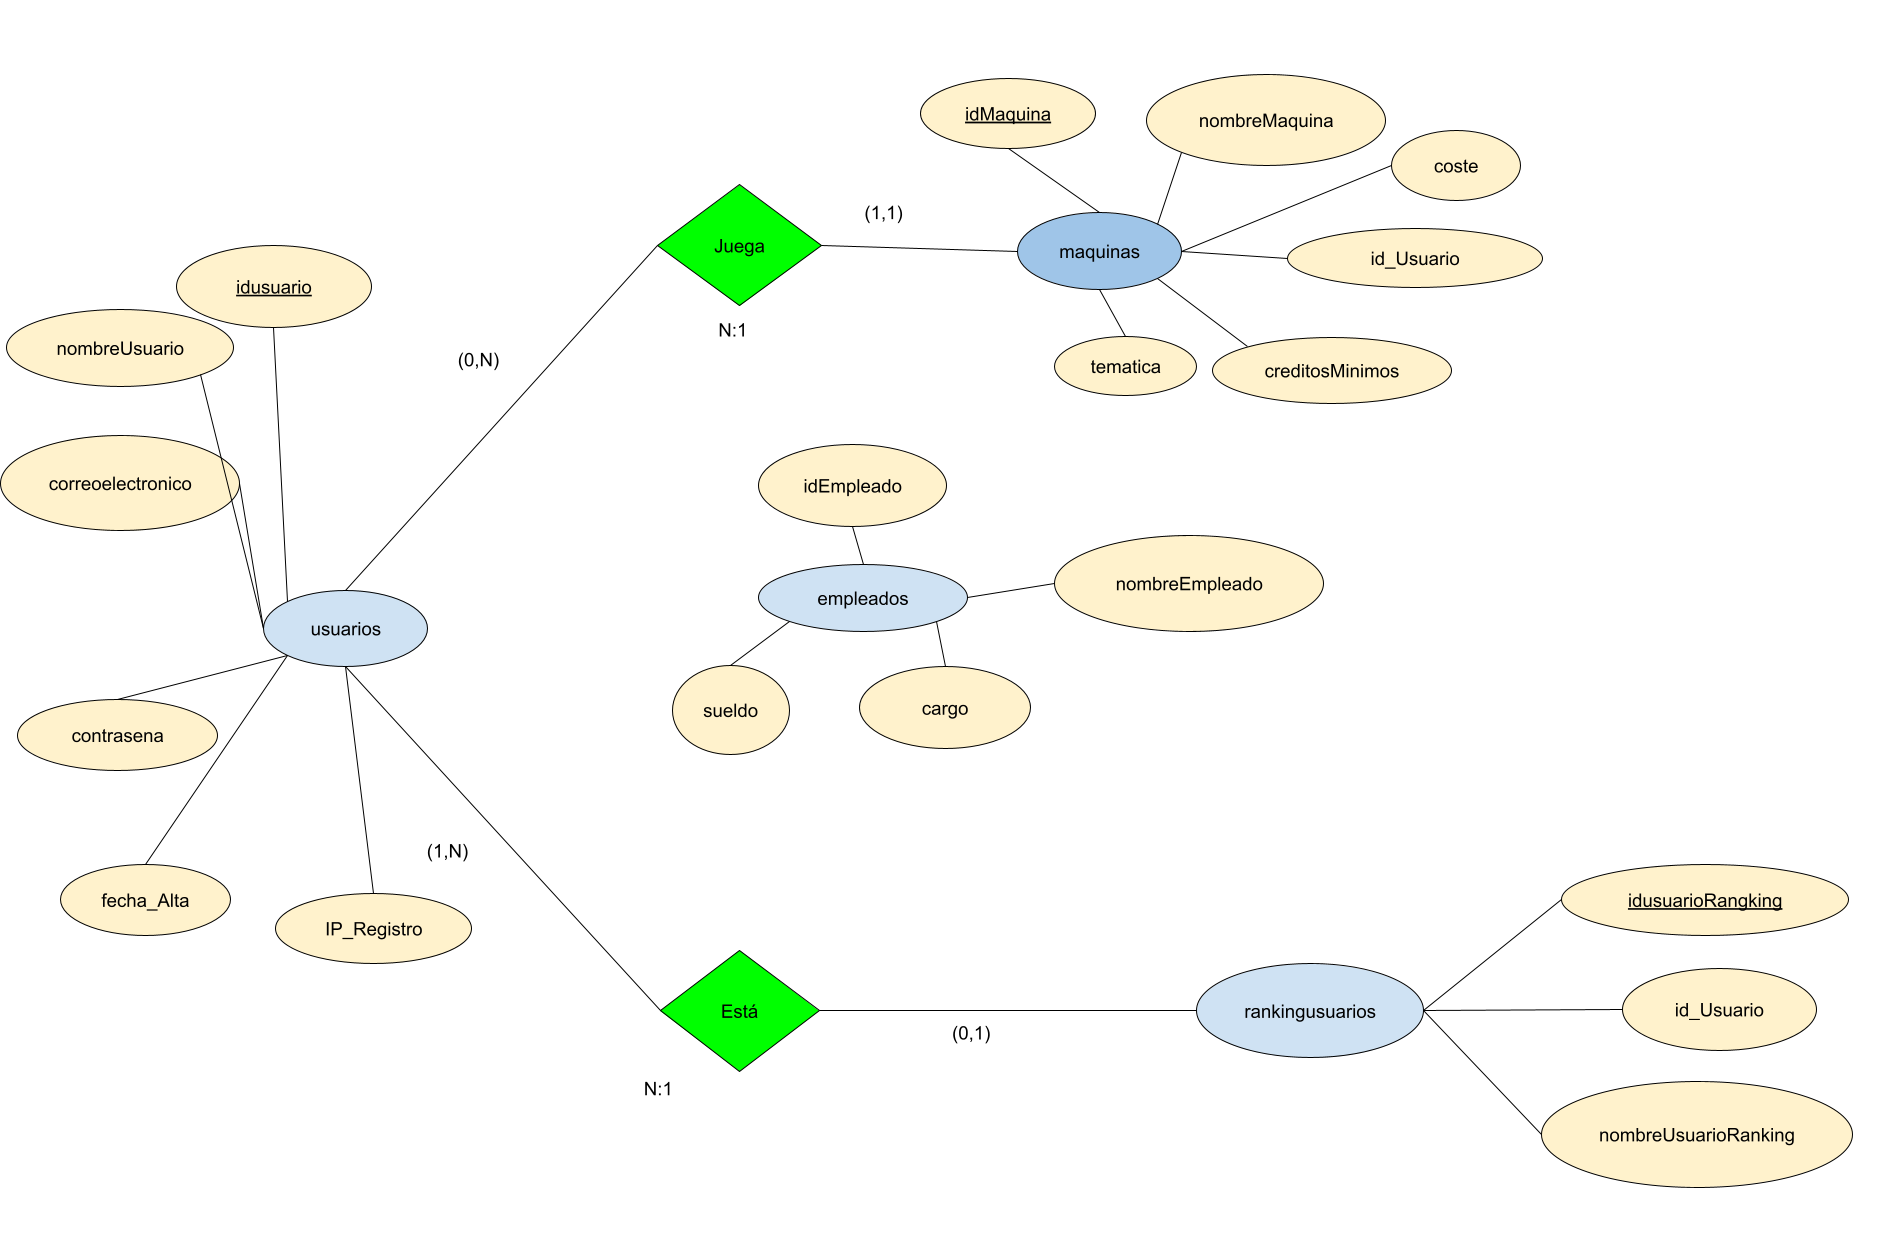 idMaquina
nombreMaquina
coste
(1,1)
Juega
maquinas
id_Usuario
idusuario
N:1
nombreUsuario
(0,N)
tematica
creditosMinimos
correoelectronico
idEmpleado
nombreEmpleado
empleados
usuarios
sueldo
cargo
contrasena
(1,N)
fecha_Alta
idusuarioRangking
IP_Registro
Está
rankingusuarios
id_Usuario
(0,1)
N:1
nombreUsuarioRanking